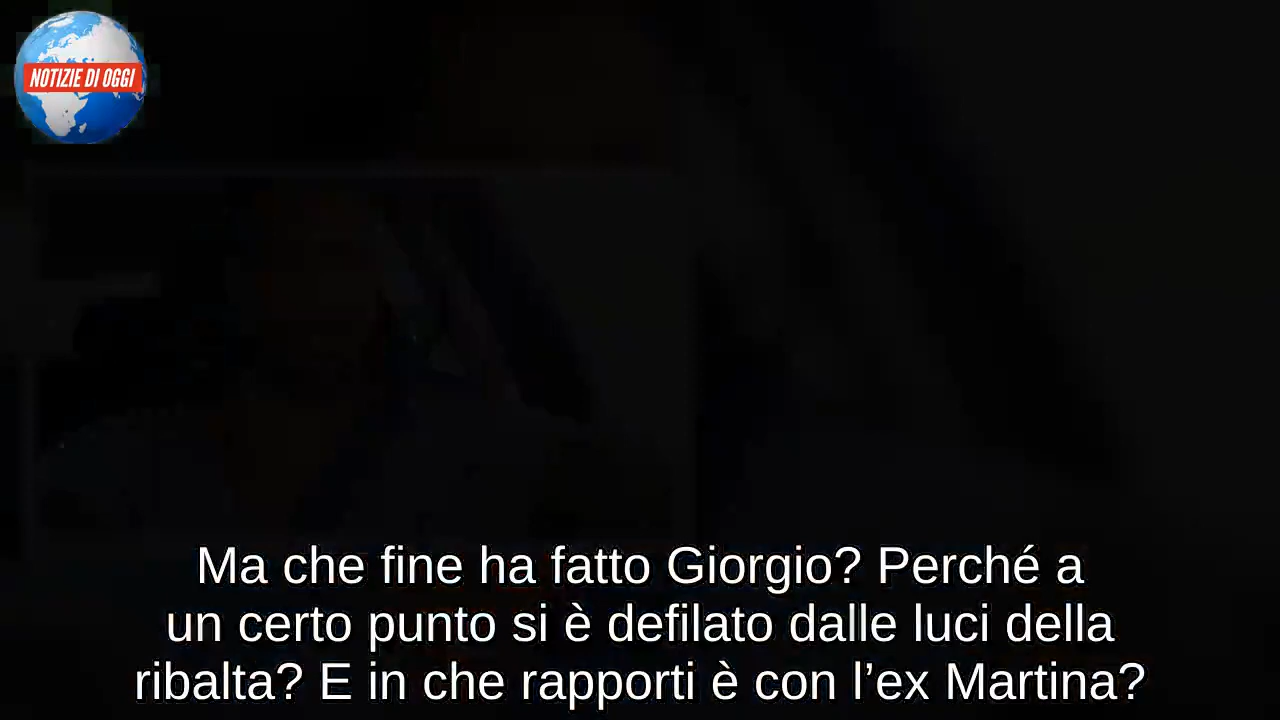 NOTIZIE DI OGGI
Ma che fine ha fatto Giorgio? Perché a
un certo punto si è defilato dalle luci della
ribalta? E in che rapporti è con l’ex Martina?